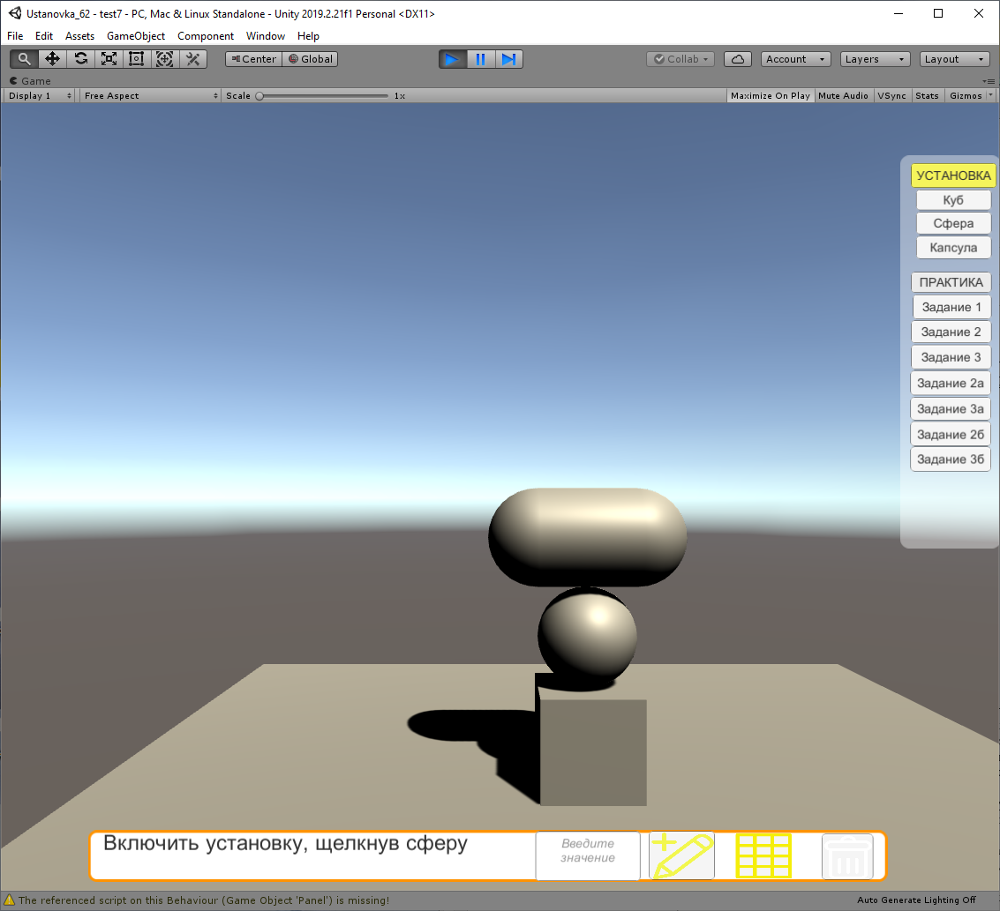 Ustanovka_62 - test7 - PC, Mac & Linux Standalone - Unity 2019.2.21f1 Personal <DX11>
File Edit Assets GameObject Component Window Help
Center Global Collab Account Layers Layout
Game
Display 1 Free Aspect Scale 1x Maximize On Play Mute Audio VSync Stats Gizmos
УСТАНОВКА
Куб
Сфера
Капсула
ПРАКТИКА
Задание 1
Задание 2
Задание 3
Задание 2а
Задание 3а
Задание 2б
Задание 3б
Включить установку, щелкнув сферу
Введите
значение
The referenced script on this Behaviour (Game Object 'Panel') is missing!
Auto Generate Lighting Off